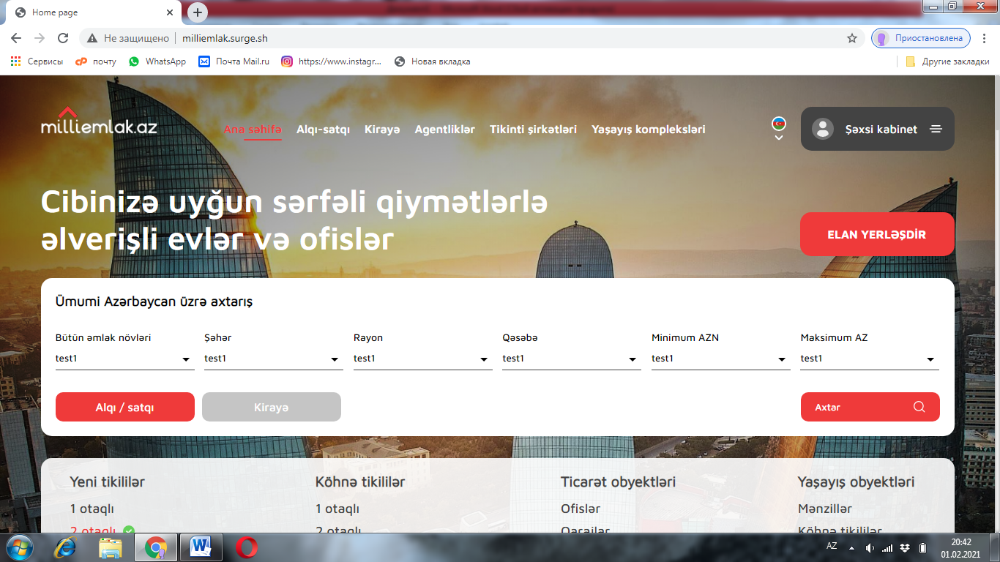 Home page
Не защищено
milliemlak.surge.sh
Приостановлена
Сервисы
почту
WhatsApp
Почта Mail.ru
https://www.instagr...
Новая вкладка
Другие закладки
milliemlak.az
Ana səhifə
Alqı-satqı
Kirayə
Agentliklər
Tikinti şirkətləri
Yaşayış kompleksləri
Şəxsi kabinet
Cibinizə uyğun sərfəli qiymətlərlə
əlverişli evlər və ofislər
ELAN YERLƏŞDİR
Ümumi Azərbaycan üzrə axtarış
Bütün əmlak növləri
Şəhər
Rayon
Qəsəbə
Minimum AZN
Maksimum AZ
test1
test1
test1
test1
test1
test1
Alqı / satqı
Kirayə
Axtar
Yeni tikililər
Köhnə tikililər
Ticarət obyektləri
Yaşayış obyektləri
1 otaqlı
1 otaqlı
Ofislər
Mənzillər
2 otaqlı
2 otaqlı
Qarajlar
Köhnə tikililər
AZ
20:42
01.02.2021